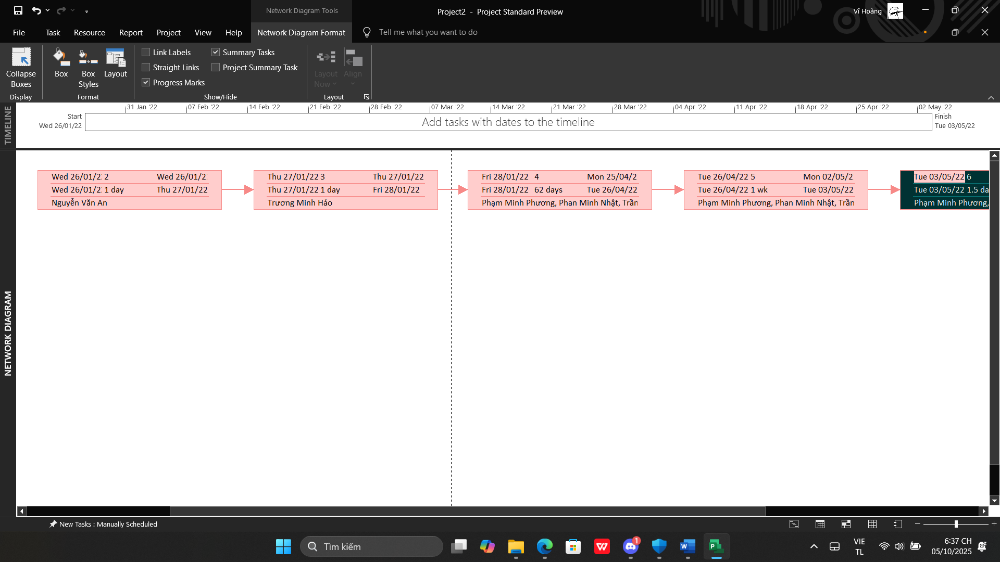 Network Diagram Tools
Project2 - Project Standard Preview
Vĩ Hoàng
File Task Resource Report Project View Help Network Diagram Format Tell me what you want to do
Collapse Boxes
Box
Box Styles
Layout
Link Labels
Straight Links
Progress Marks
Summary Tasks
Project Summary Task
Layout Now
Align
Display
Format
Show/Hide
Layout
TIMELINE
31 Jan '22 07 Feb '22 14 Feb '22 21 Feb '22 28 Feb '22 07 Mar '22 14 Mar '22 21 Mar '22 28 Mar '22 04 Apr '22 11 Apr '22 18 Apr '22 25 Apr '22 02 May '22
Start
Wed 26/01/22
Add tasks with dates to the timeline
Finish
Tue 03/05/22
NETWORK DIAGRAM
Wed 26/01/2 2 Wed 26/01/2
Wed 26/01/2 1 day Thu 27/01/22
Nguyễn Văn An
Thu 27/01/22 3 Thu 27/01/22
Thu 27/01/22 1 day Fri 28/01/22
Trương Minh Hảo
Fri 28/01/22 4 Mon 25/04/2
Fri 28/01/22 62 days Tue 26/04/22
Phạm Minh Phương, Phan Minh Nhật, Trần
Tue 26/04/22 5 Mon 02/05/2
Tue 26/04/22 1 wk Tue 03/05/22
Phạm Minh Phương, Phan Minh Nhật, Trần
Tue 03/05/22 6
Tue 03/05/22 1.5 da
Phạm Minh Phương,
New Tasks : Manually Scheduled
Tìm kiếm
1
VIE
TL
6:37 CH
05/10/2025